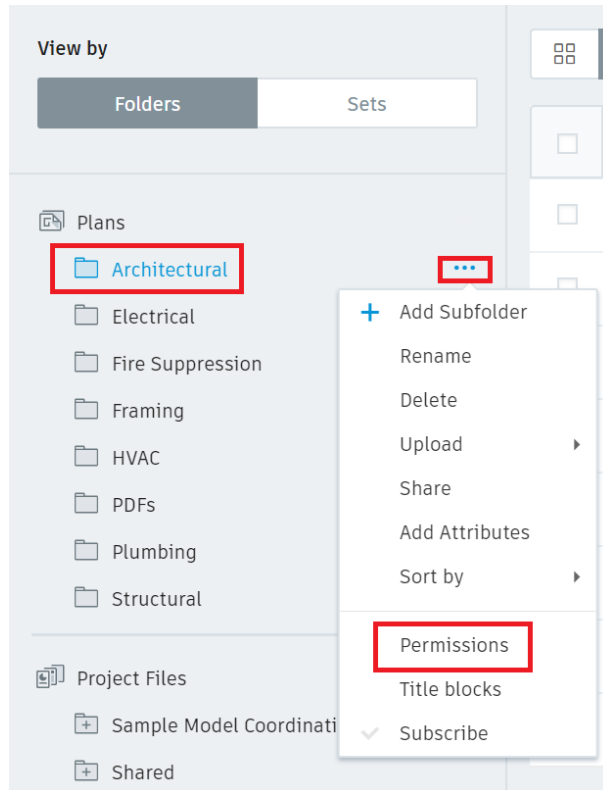 View by
Folders
Sets
Plans
Architectural
Electrical
Fire Suppression
Framing
HVAC
PDFs
Plumbing
Structural
Project Files
Sample Model Coordinati
Shared
Add Subfolder
Rename
Delete
Upload
Share
Add Attributes
Sort by
Permissions
Title blocks
Subscribe